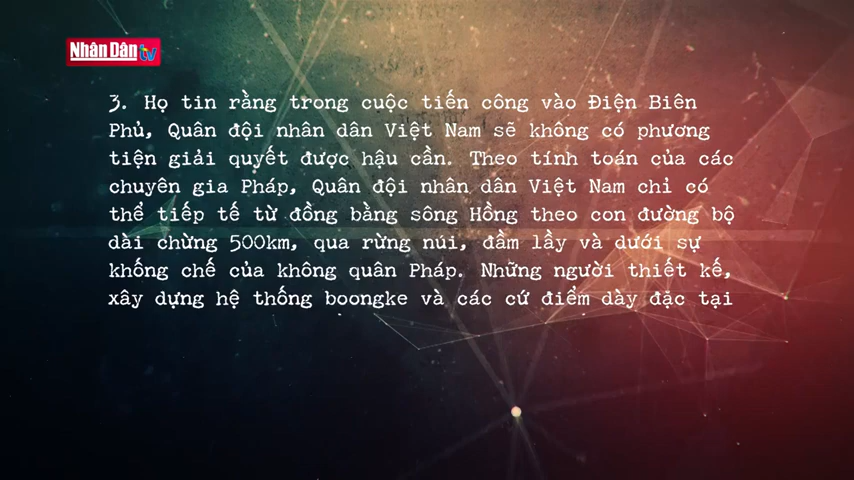 Nhân Dân tv
3. Họ tin rằng trong cuộc tiến công vào Điện Biên
Phủ, Quân đội nhân dân Việt Nam sẽ không có phương
tiện giải quyết được hậu cần. Theo tính toán của các
chuyên gia Pháp, Quân đội nhân dân Việt Nam chỉ có
thể tiếp tế từ đồng bằng sông Hồng theo con đường bộ
dài chừng 500km, qua rừng núi, đầm lầy và dưới sự
khống chế của không quân Pháp. Những người thiết kế,
xây dựng hệ thống boongke và các cứ điểm dày đặc tại